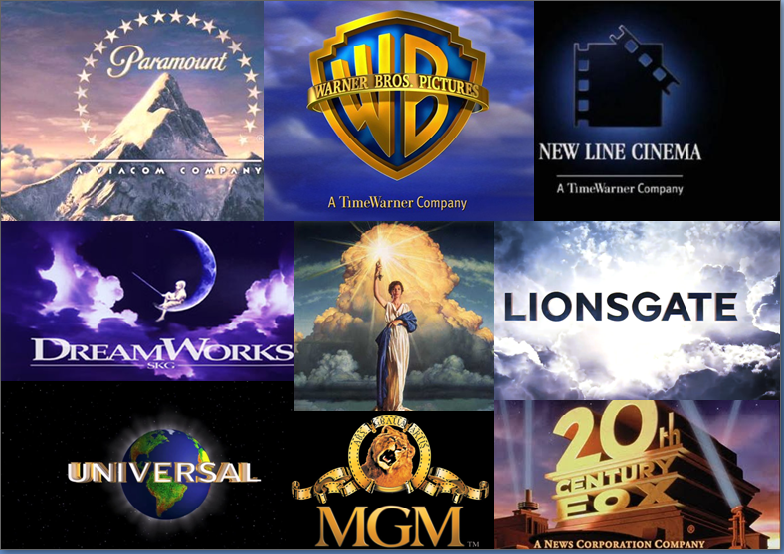 Paramount
A VIACOM COMPANY
WARNER BROS. PICTURES
WB
A TimeWarner Company
NEW LINE CINEMA
A TimeWarner Company
DREAMWORKS
SKG
LIONSGATE
UNIVERSAL
MGM
TM
20th
CENTURY
FOX
®
A NEWS CORPORATION COMPANY